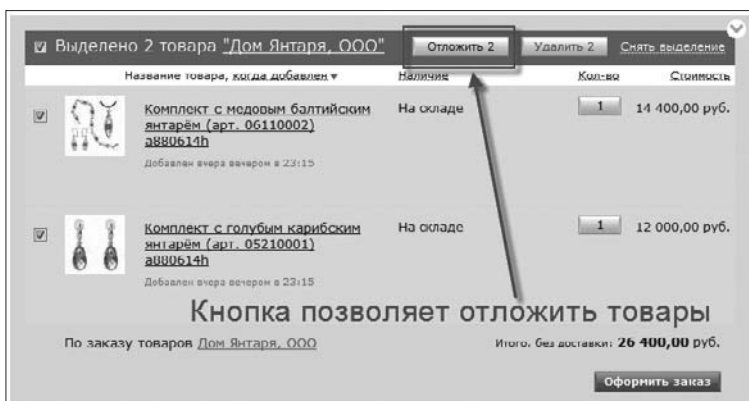 Выделено 2 товара "Дом Янтаря, ООО" Отложить 2 Удалить 2 Снять выделение
Название товара, когда добавлен ▾ Наличие Кол-во Стоимость
Комплект с медовым балтийским янтарём (арт. 06110002) a880614h На складе 1 14 400,00 руб.
Добавлен вчера вечером в 23:15
Комплект с голубым карибским янтарём (арт. 05210001) a880614h На складе 1 12 000,00 руб.
Добавлен вчера вечером в 23:15
Кнопка позволяет отложить товары
По заказу товаров Дом Янтаря, ООО Итого, без доставки: 26 400,00 руб.
Оформить заказ